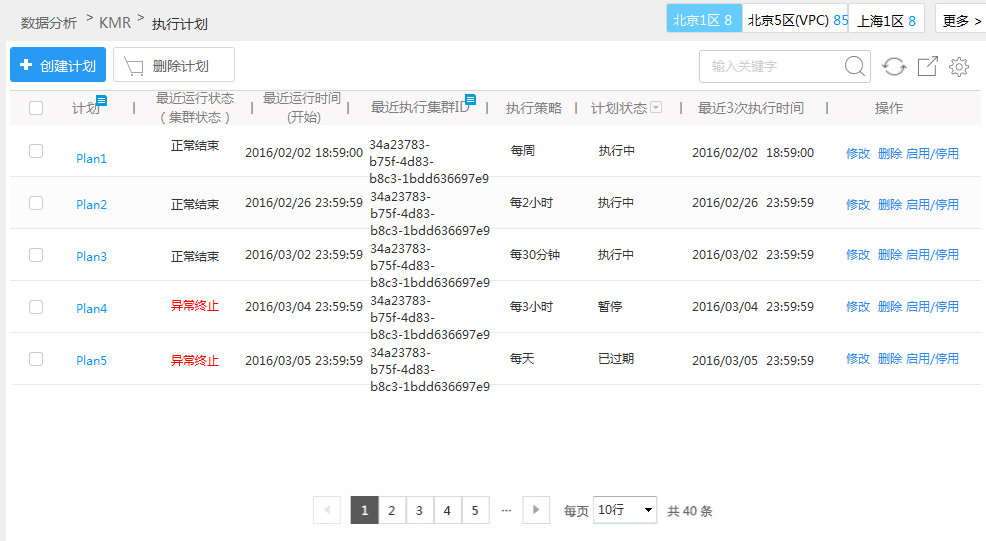 数据分析 > KMR > 执行计划
北京1区 8 北京5区(VPC) 85 上海1区 8 更多 >
+ 创建计划 删除计划 输入关键字
计划 | 最近运行状态（集群状态） | 最近运行时间(开始) | 最近执行集群ID | 执行策略 | 计划状态 | 最近3次执行时间 | 操作
Plan1 正常结束 2016/02/02 18:59:00 34a23783-b75f-4d83-b8c3-1bdd636697e9 每周 执行中 2016/02/02 18:59:00 修改 删除 启用/停用
Plan2 正常结束 2016/02/26 23:59:59 34a23783-b75f-4d83-b8c3-1bdd636697e9 每2小时 执行中 2016/02/26 23:59:59 修改 删除 启用/停用
Plan3 正常结束 2016/03/02 23:59:59 34a23783-b75f-4d83-b8c3-1bdd636697e9 每30分钟 执行中 2016/03/02 23:59:59 修改 删除 启用/停用
Plan4 异常终止 2016/03/04 23:59:59 34a23783-b75f-4d83-b8c3-1bdd636697e9 每3小时 暂停 2016/03/04 23:59:59 修改 删除 启用/停用
Plan5 异常终止 2016/03/05 23:59:59 34a23783-b75f-4d83-b8c3-1bdd636697e9 每天 已过期 2016/03/05 23:59:59 修改 删除 启用/停用
1 2 3 4 5 ··· 每页 10行 共 40 条